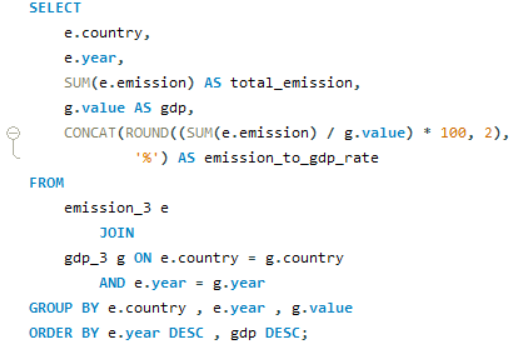 SELECT
e.country,
e.year,
SUM(e.emission) AS total_emission,
g.value AS gdp,
CONCAT(ROUND((SUM(e.emission) / g.value) * 100, 2),
'%') AS emission_to_gdp_rate
FROM
emission_3 e
JOIN
gdp_3 g ON e.country = g.country
AND e.year = g.year
GROUP BY e.country , e.year , g.value
ORDER BY e.year DESC , gdp DESC;